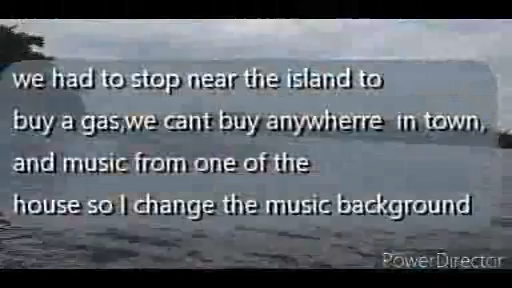 we had to stop near the island to
buy a gas,we cant buy anywherre  in town,
and music from one of the
house so I change the music background
PowerDirector